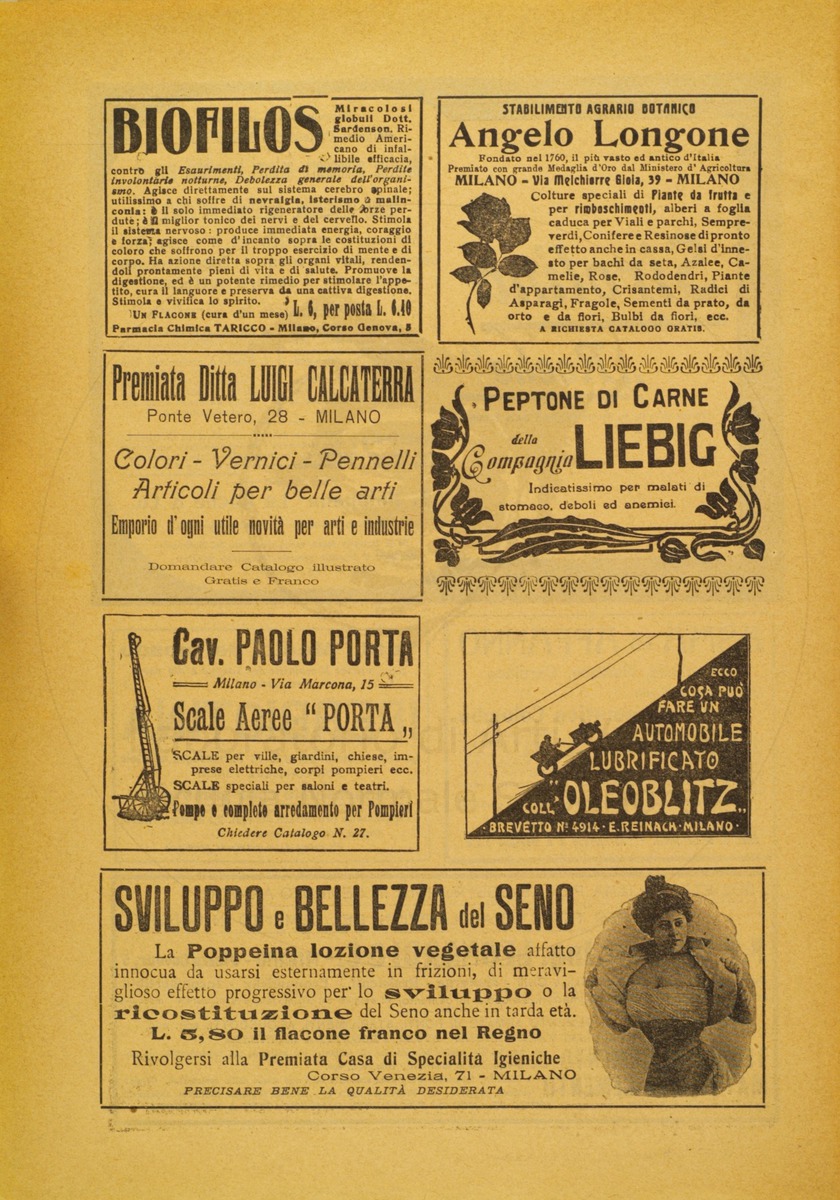 BIOFILOS
Miracolosi
globuli Dott.
Sardenson. Ri-
medio Ameri-
cano di infal-
libile efficacia,
contro gli Esaurimenti, Perdita di memoria, Perdite
involontarie notturne, Debolezza generale dell'organi-
smo. Agisce direttamente sul sistema cerebro spinale;
utilissimo a chi soffre di nevralgia, isterismo o malin-
conia: è il solo immediato rigeneratore delle forze per-
dute; è il miglior tonico dei nervi e del cervello. Stimola
il sistema nervoso: produce immediata energia, coraggio
e forza; agisce come d'incanto sopra le costituzioni di
coloro che soffrono per il troppo esercizio di mente e di
corpo. Ha azione diretta sopra gli organi vitali, renden-
doli prontamente pieni di vita e di salute. Promuove la
digestione, ed è un potente rimedio per stimolare l'appe-
tito, cura il languore e preserva da una cattiva digestione.
Stimola e vivifica lo spirito.
UN FLACONE (cura d'un mese) L. 6, per posta L. 6.40
Farmacia Chimica TARICCO - Milano, Corso Genova, 5
STABILIMENTO AGRARIO BOTANICO
Angelo Longone
Fondato nel 1760, il più vasto ed antico d'Italia
Premiato con grande Medaglia d'Oro dal Ministero d'Agricoltura
MILANO - Via Melchiorre Gioia, 39 - MILANO
Colture speciali di Piante da frutta e
per rimboschimenti, alberi a foglia
caduca per Viali e parchi, Sempre-
verdi, Conifere e Resinose di pronto
effetto anche in cassa, Gelsi d'inne-
sto per bachi da seta, Azalee, Ca-
melie, Rose, Rododendri, Piante
d'appartamento, Crisantemi, Radici di
Asparagi, Fragole, Sementi da prato, da
orto e da fiori, Bulbi da fiori, ecc.
A RICHIESTA CATALOGO GRATIS.
Premiata Ditta LUIGI CALCATERRA
Ponte Vetero, 28 - MILANO
Colori - Vernici - Pennelli
Articoli per belle arti
Emporio d'ogni utile novità per arti e industrie
Domandare Catalogo illustrato
Gratis e Franco
PEPTONE DI CARNE
della
Compagnia LIEBIG
Indicatissimo per malati di
stomaco, deboli ed anemici.
Cav. PAOLO PORTA
Milano - Via Marcona, 15
Scale Aeree "PORTA„
SCALE per ville, giardini, chiese, im-
prese elettriche, corpi pompieri ecc.
SCALE speciali per saloni e teatri.
Pompe e completo arredamento per Pompieri
Chiedere Catalogo N. 27.
ECCO
COSA PUÒ
FARE UN
AUTOMOBILE
LUBRIFICATO
COLL' "OLEOBLITZ„
· BREVETTO Nº 4914 · E. REINACH · MILANO ·
SVILUPPO e BELLEZZA del SENO
La Poppeina lozione vegetale affatto
innocua da usarsi esternamente in frizioni, di meravi-
glioso effetto progressivo per lo sviluppo o la
ricostituzione del Seno anche in tarda età.
L. 5,80 il flacone franco nel Regno
Rivolgersi alla Premiata Casa di Specialità Igieniche
Corso Venezia, 71 - MILANO
PRECISARE BENE LA QUALITÀ DESIDERATA